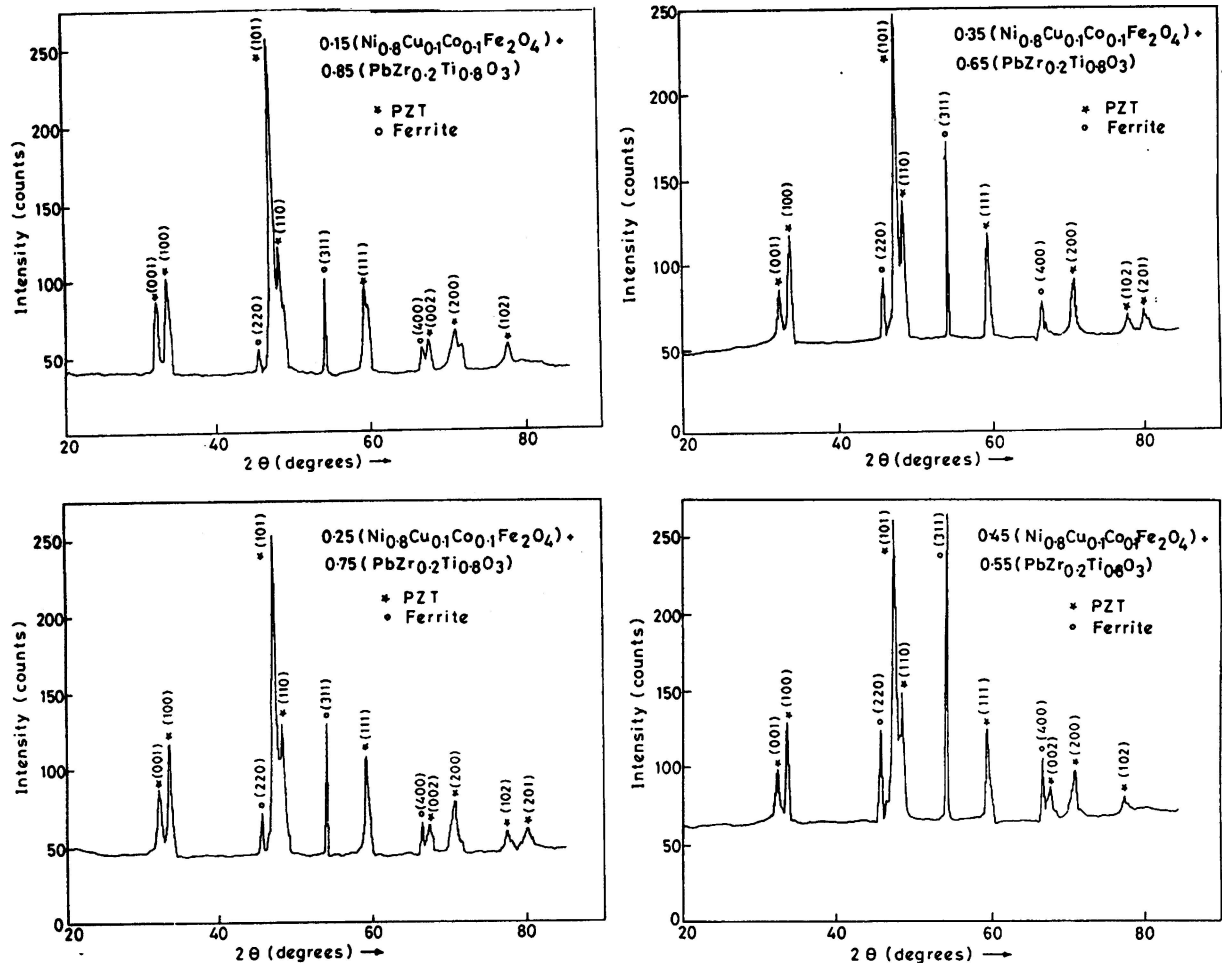 250
200
150
100
50
0
Intensity (counts)
0.15(Ni0.8Cu0.1Co0.1Fe2O4)+
0.85(PbZr0.2Ti0.8O3)
* PZT
o Ferrite
*(001)
*(100)
o(220)
*(101)
*(110)
o(311)
*(111)
o(400)
*(002)
*(200)
*(102)
20
40
60
2θ (degrees) →
250
200
150
100
50
0
Intensity (counts)
0.35(Ni0.8Cu0.1Co0.1Fe2O4)+
0.65(PbZr0.2Ti0.8O3)
* PZT
o Ferrite
*(001)
*(100)
o(220)
*(101)
*(110)
o(311)
*(111)
o(400)
*(200)
*(102)
*(201)
20
40
60
80
2θ (degrees) →
250
200
150
100
50
0
Intensity (counts)
0.25(Ni0.8Cu0.1Co0.1Fe2O4)+
0.75(PbZr0.2Ti0.8O3)
* PZT
o Ferrite
*(001)
*(100)
o(220)
*(101)
*(110)
o(311)
*(111)
o(400)
*(002)
*(200)
*(102)
*(201)
20
40
60
80
2θ (degrees) →
250
200
150
100
50
0
Intensity (counts)
0.45(Ni0.8Cu0.1Co0.1Fe2O4)+
0.55(PbZr0.2Ti0.8O3)
* PZT
o Ferrite
*(001)
*(100)
o(220)
*(101)
*(110)
o(311)
*(111)
o(400)
*(002)
*(200)
*(102)
20
40
60
80
2θ (degrees) →